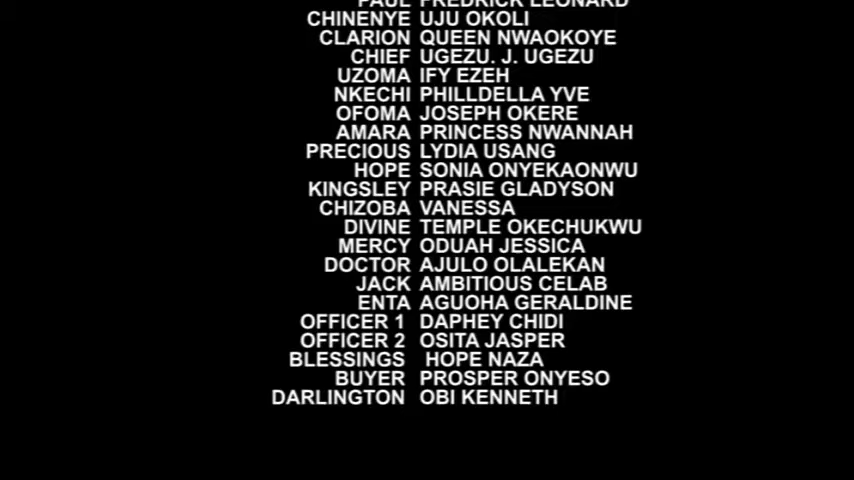 PAUL FREDRICK LEONARD
CHINENYE UJU OKOLI
CLARION QUEEN NWAOKOYE
CHIEF UGEZU. J. UGEZU
UZOMA IFY EZEH
NKECHI PHILLDELLA YVE
OFOMA JOSEPH OKERE
AMARA PRINCESS NWANNAH
PRECIOUS LYDIA USANG
HOPE SONIA ONYEKAONWU
KINGSLEY PRASIE GLADYSON
CHIZOBA VANESSA
DIVINE TEMPLE OKECHUKWU
MERCY ODUAH JESSICA
DOCTOR AJULO OLALEKAN
JACK AMBITIOUS CELAB
ENTA AGUOHA GERALDINE
OFFICER 1 DAPHEY CHIDI
OFFICER 2 OSITA JASPER
BLESSINGS HOPE NAZA
BUYER PROSPER ONYESO
DARLINGTON OBI KENNETH